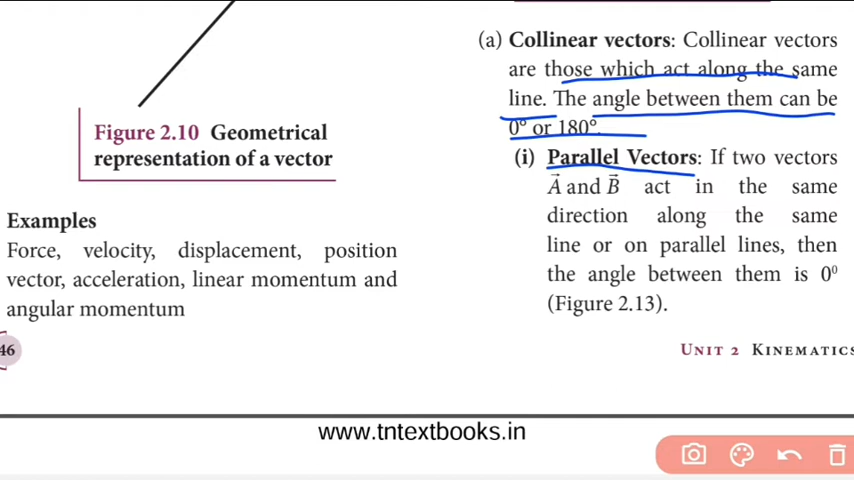 Figure 2.10 Geometrical
representation of a vector
Examples
Force, velocity, displacement, position
vector, acceleration, linear momentum and
angular momentum
46
(a) Collinear vectors: Collinear vectors
are those which act along the same
line. The angle between them can be
0° or 180°.
(i) Parallel Vectors: If two vectors
A⃗ and B⃗ act in the same
direction along the same
line or on parallel lines, then
the angle between them is 0⁰
(Figure 2.13).
UNIT 2 KINEMATICS
www.tntextbooks.in